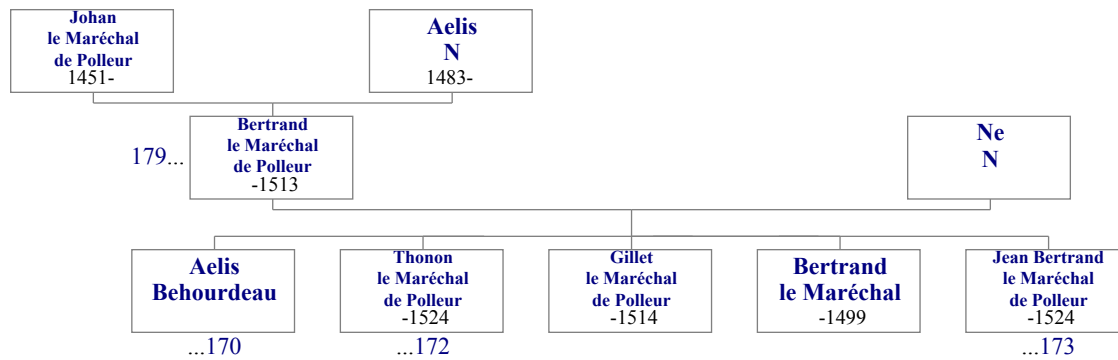 Johan
le Maréchal
de Polleur
1451-
Aelis
N
1483-
179...
Bertrand
le Maréchal
de Polleur
-1513
Ne
N
Aelis
Behourdeau
...170
Thonon
le Maréchal
de Polleur
-1524
...172
Gillet
le Maréchal
de Polleur
-1514
Bertrand
le Maréchal
-1499
Jean Bertrand
le Maréchal
de Polleur
-1524
...173